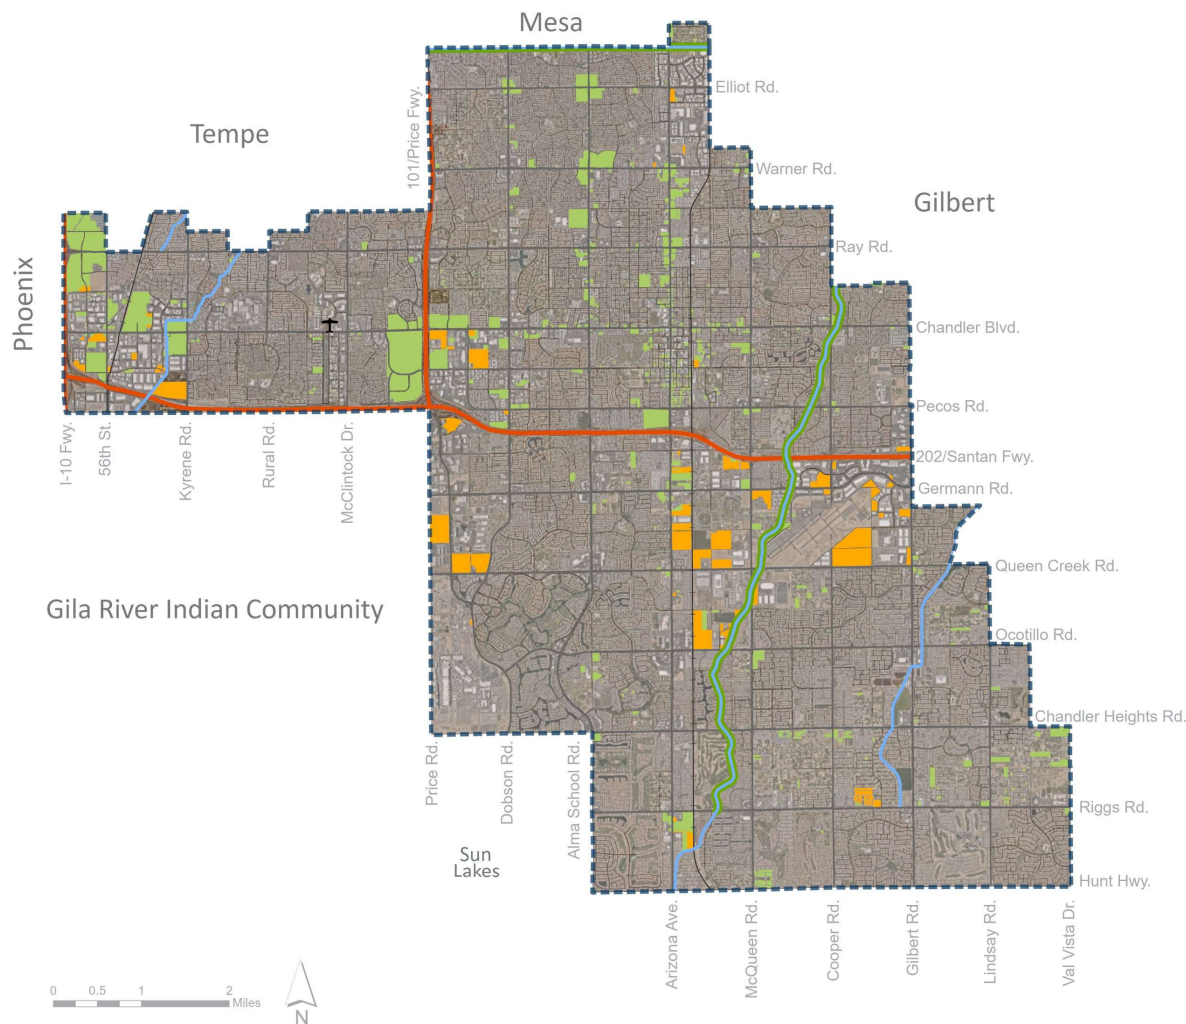 Mesa
Elliot Rd.
101/Price Fwy.
Tempe
Warner Rd.
Gilbert
Ray Rd.
Phoenix
Chandler Blvd.
Pecos Rd.
I-10 Fwy.
56th St.
Kyrene Rd.
Rural Rd.
McClintock Dr.
202/Santan Fwy.
Germann Rd.
Queen Creek Rd.
Gila River Indian Community
Ocotillo Rd.
Chandler Heights Rd.
Price Rd.
Dobson Rd.
Alma School Rd.
Riggs Rd.
Sun
Lakes
Hunt Hwy.
Arizona Ave.
McQueen Rd.
Cooper Rd.
Gilbert Rd.
Lindsay Rd.
Val Vista Dr.
0 0.5 1 2
Miles
N